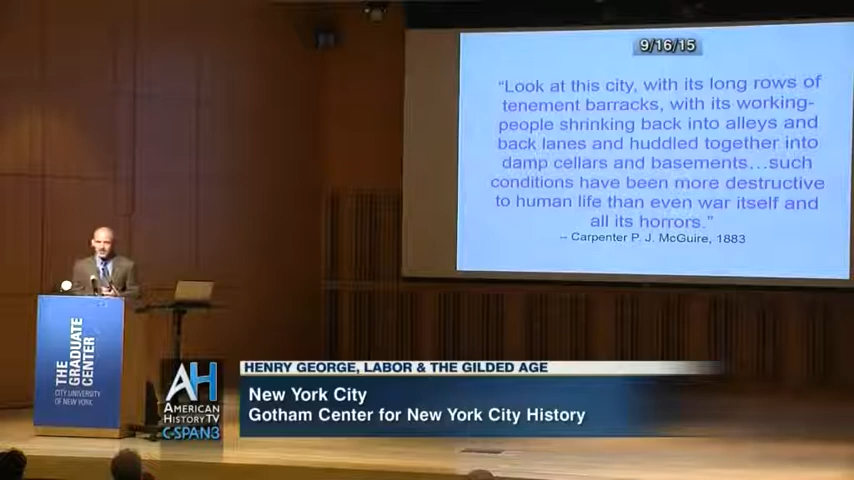 9/16/15
“Look at this city, with its long rows of
tenement barracks, with its working-
people shrinking back into alleys and
back lanes and huddled together into
damp cellars and basements…such
conditions have been more destructive
to human life than even war itself and
all its horrors.”
– Carpenter P. J. McGuire, 1883
THE
GRADUATE
CENTER
CITY UNIVERSITY
OF NEW YORK
AH
AMERICAN
HISTORY TV
C-SPAN3
HENRY GEORGE, LABOR & THE GILDED AGE
New York City
Gotham Center for New York City History